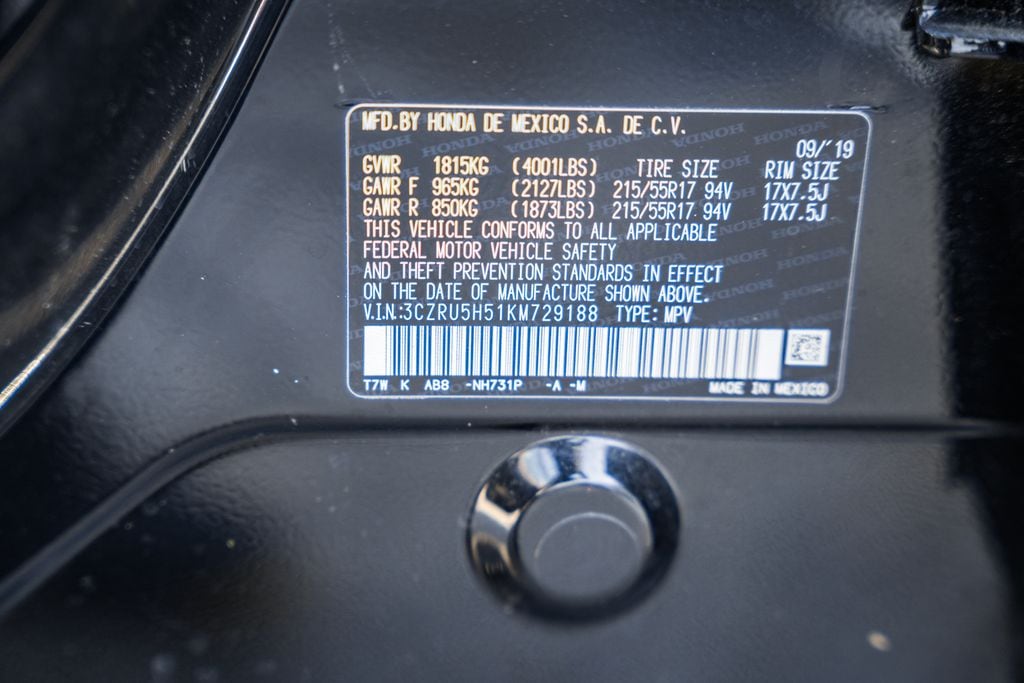 MFD.BY HONDA DE MEXICO S.A. DE C.V.
09/'19
GVWR 1815KG (4001LBS) TIRE SIZE RIM SIZE
GAWR F 965KG (2127LBS) 215/55R17 94V 17X7.5J
GAWR R 850KG (1873LBS) 215/55R17 94V 17X7.5J
THIS VEHICLE CONFORMS TO ALL APPLICABLE
FEDERAL MOTOR VEHICLE SAFETY
AND THEFT PREVENTION STANDARDS IN EFFECT
ON THE DATE OF MANUFACTURE SHOWN ABOVE.
V.I.N:3CZRU5H51KM729188 TYPE: MPV
T7W K AB8 -NH731P -A -M MADE IN MEXICO